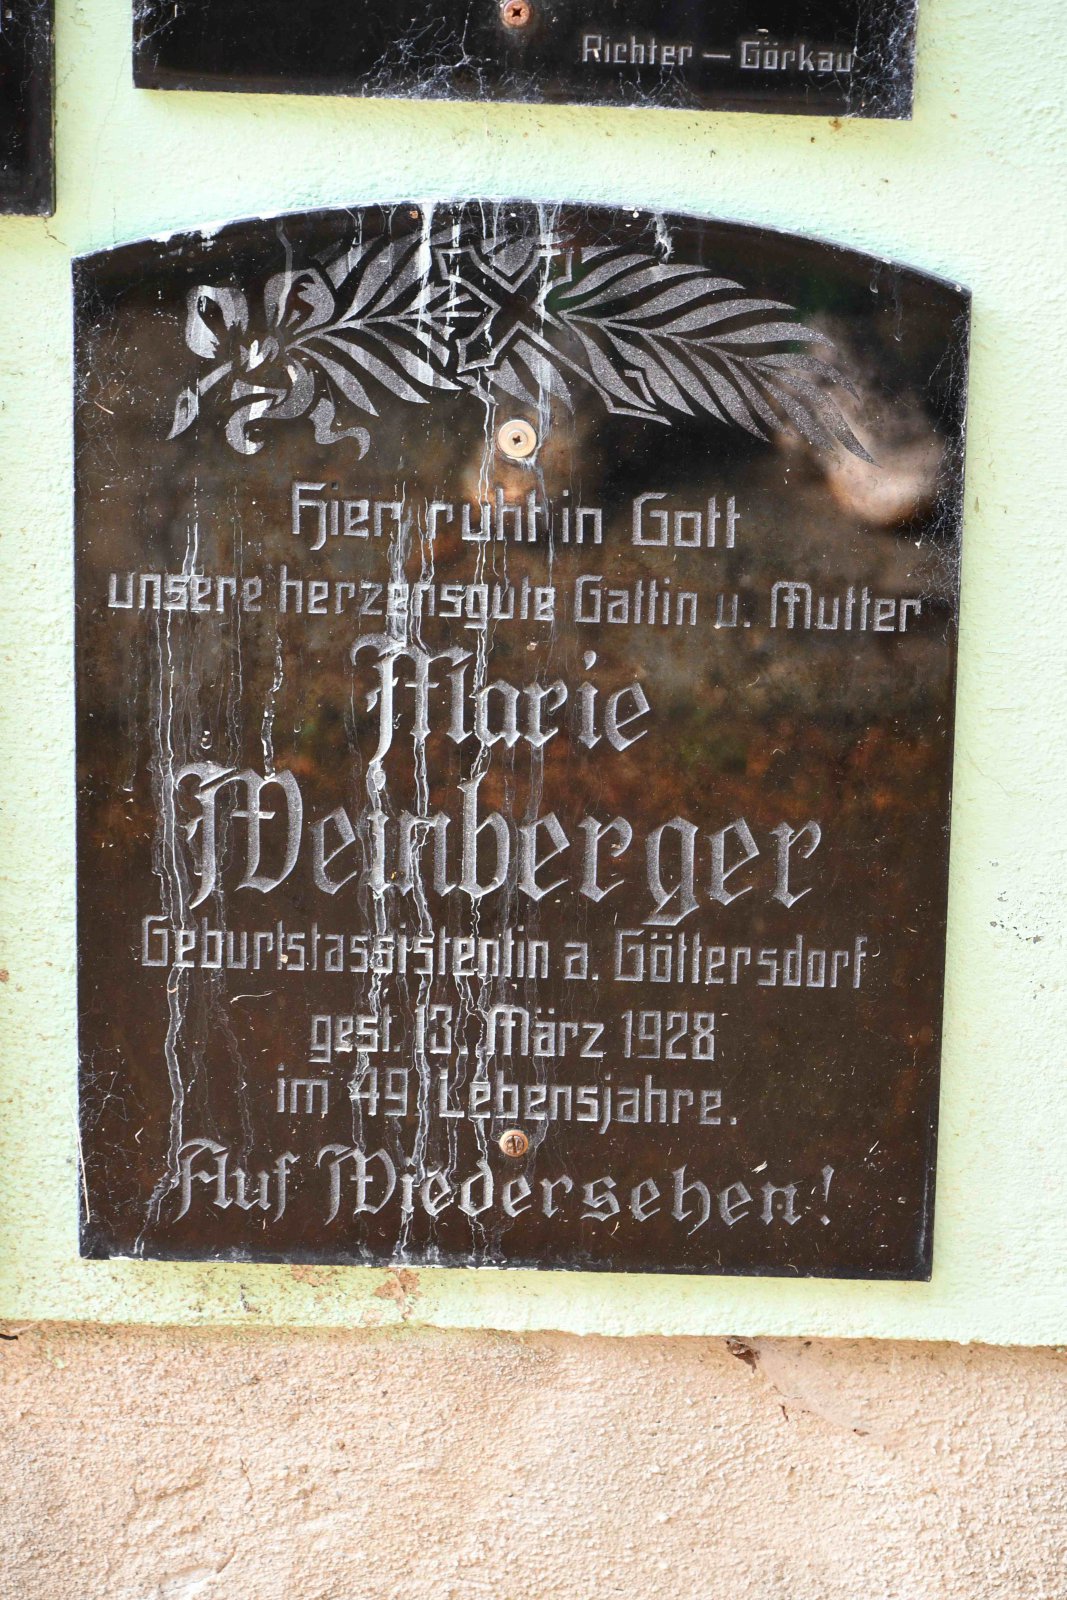 Richter – Görkau
Hier ruht in Gott
unsere herzensgute Gattin u. Mutter
Marie
Weinberger
Geburtstassistentin a. Göttersdorf
gest. 13. März 1928
im 49. Lebensjahre.
Auf Wiedersehen!